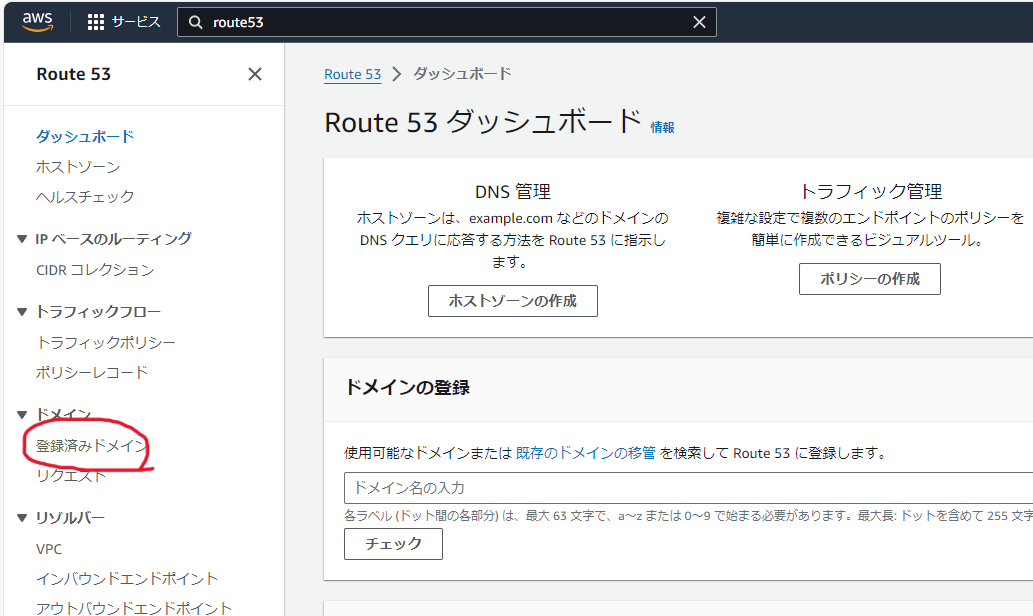 aws サービス route53
Route 53
ダッシュボード
ホストゾーン
ヘルスチェック
IP ベースのルーティング
CIDR コレクション
トラフィックフロー
トラフィックポリシー
ポリシーレコード
ドメイン
登録済みドメイン
リクエスト
リゾルバー
VPC
インバウンドエンドポイント
アウトバウンドエンドポイント
Route 53 ダッシュボード
Route 53 ダッシュボード 情報
DNS 管理
ホストゾーンは、example.com などのドメインの
DNS クエリに応答する方法を Route 53 に指示し
ます。
ホストゾーンの作成
トラフィック管理
複雑な設定で複数のエンドポイントのポリシーを
簡単に作成できるビジュアルツール。
ポリシーの作成
ドメインの登録
使用可能なドメインまたは 既存のドメインの移管 を検索して Route 53 に登録します。
ドメイン名の入力
各ラベル (ドット間の各部分) は、最大 63 文字で、a～z または 0～9 で始まる必要があります。最大長: ドットを含めて 255 文字
チェック